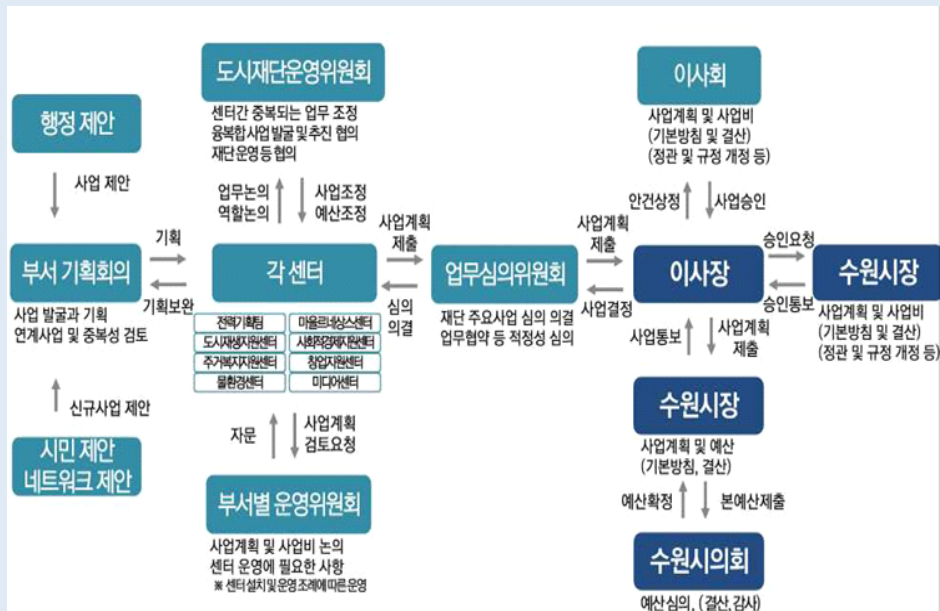 행정 제안
사업 제안
부서 기획회의
사업 발굴과 기획
연계사업 및 중복성 검토
신규사업 제안
시민 제안
네트워크 제안
기획
기획보완
도시재단운영위원회
센터간 중복되는 업무 조정
융복합 사업 발굴 및 추진 협의
재단 운영 등 협의
업무논의
역할논의
사업조정
예산조정
각 센터
전략기획팀
마을르네상스센터
도시재생지원센터
사회적경제지원센터
주거복지지원센터
창업지원센터
물환경센터
미디어센터
자문
사업계획
검토요청
부서별 운영위원회
사업계획 및 사업비 논의
센터 운영에 필요한 사항
※ 센터 설치 및 운영 조례에 따른 운영
사업계획
제출
심의
의결
업무심의위원회
재단 주요사업 심의 의결
업무협약 등 적정성 심의
사업계획
제출
사업결정
이사회
사업계획 및 사업비
(기본방침 및 결산)
(정관 및 규정 개정 등)
안건상정
사업승인
이사장
승인요청
승인통보
수원시장
사업계획 및 사업비
(기본방침 및 결산)
(정관 및 규정 개정 등)
사업통보
사업계획
제출
수원시장
사업계획 및 예산
(기본방침, 결산)
예산확정
본예산제출
수원시의회
예산 심의, (결산,감사)